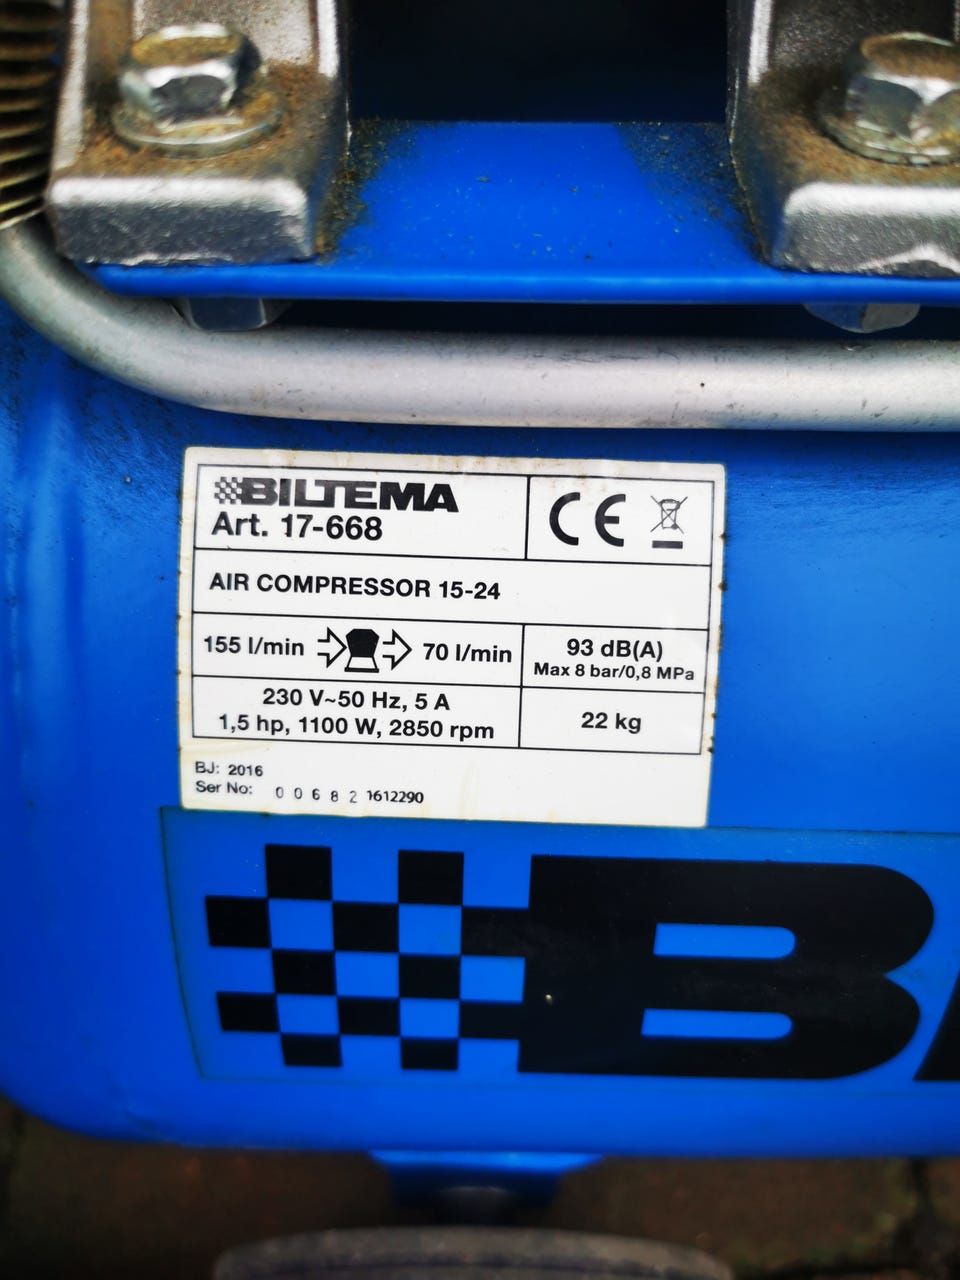 BILTEMA
Art. 17-668
CE
AIR COMPRESSOR 15-24
155 l/min 70 l/min
93 dB(A)
Max 8 bar/0,8 MPa
230 V~50 Hz, 5 A
1,5 hp, 1100 W, 2850 rpm
22 kg
BJ: 2016
Ser No: 0 0 6 8 2 1612290
B